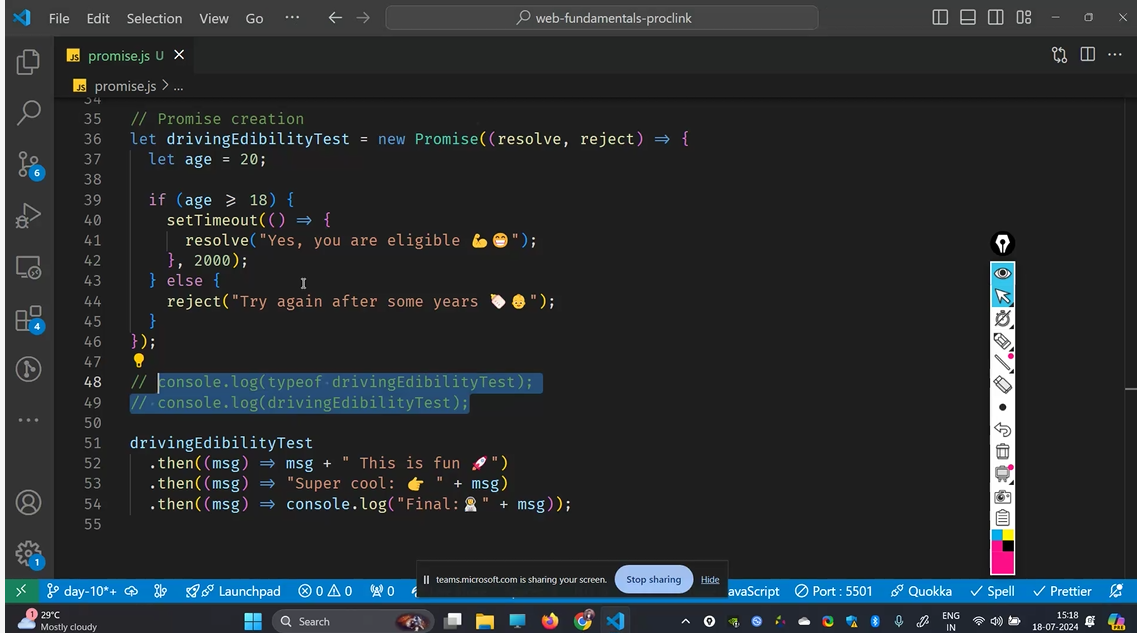 File Edit Selection View Go ··· web-fundamentals-proclink
JS promise.js U
JS promise.js > ...
34
35 // Promise creation
36 let drivingEdibilityTest = new Promise((resolve, reject) ⇒ {
37 let age = 20;
38
39 if (age ⩾ 18) {
40 setTimeout(() ⇒ {
41 resolve("Yes, you are eligible 💪😁");
42 }, 2000);
43 } else {
44 reject("Try again after some years 🍼👶");
45 }
46 });
47
48 // console.log(typeof drivingEdibilityTest);
49 // console.log(drivingEdibilityTest);
50
51 drivingEdibilityTest
52 .then((msg) ⇒ msg + " This is fun 🚀")
53 .then((msg) ⇒ "Super cool: 👉 " + msg)
54 .then((msg) ⇒ console.log("Final:👨‍🚀" + msg));
55
6
4
1
teams.microsoft.com is sharing your screen. Stop sharing Hide
day-10*+ Launchpad 0 0 0 JavaScript Port : 5501 Quokka Spell Prettier
1 29°C
Mostly cloudy
Search
ENG
IN
15:18
18-07-2024